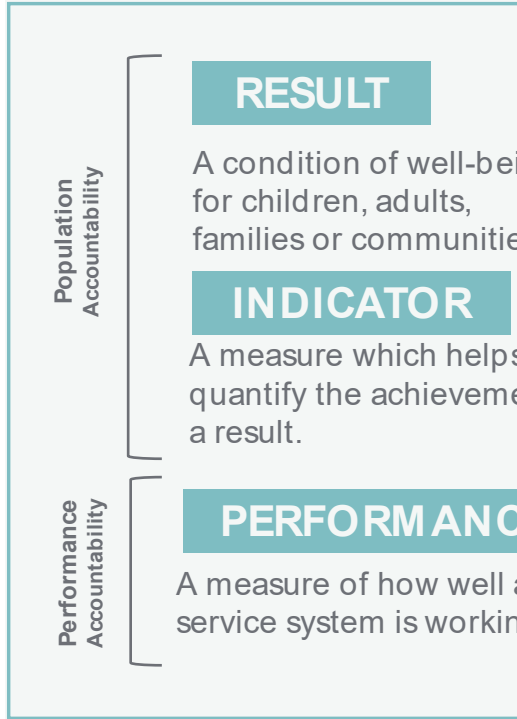 Population
Accountability
RESULT
A condition of well-bei
for children, adults,
families or communitie
INDICATOR
A measure which helps
quantify the achieveme
a result.
Performance
Accountability
PERFORMANC
A measure of how well a
service system is workin